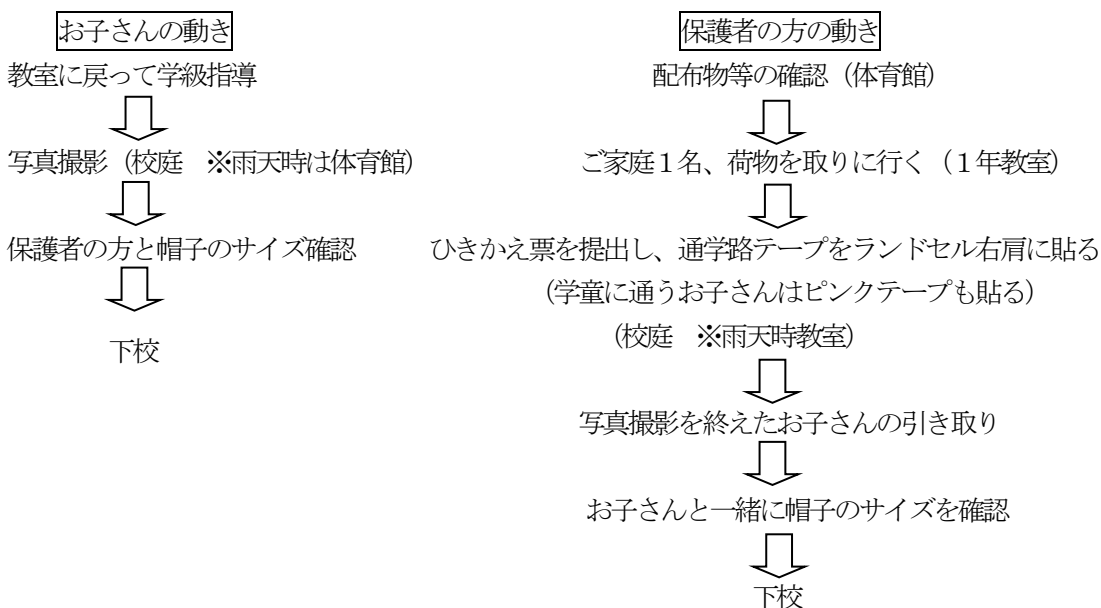 お子さんの動き
教室に戻って学級指導
写真撮影（校庭　※雨天時は体育館）
保護者の方と帽子のサイズ確認
下校
保護者の方の動き
配布物等の確認（体育館）
ご家庭１名、荷物を取りに行く（１年教室）
ひきかえ票を提出し、通学路テープをランドセル右肩に貼る
（学童に通うお子さんはピンクテープも貼る）
（校庭　※雨天時教室）
写真撮影を終えたお子さんの引き取り
お子さんと一緒に帽子のサイズを確認
下校